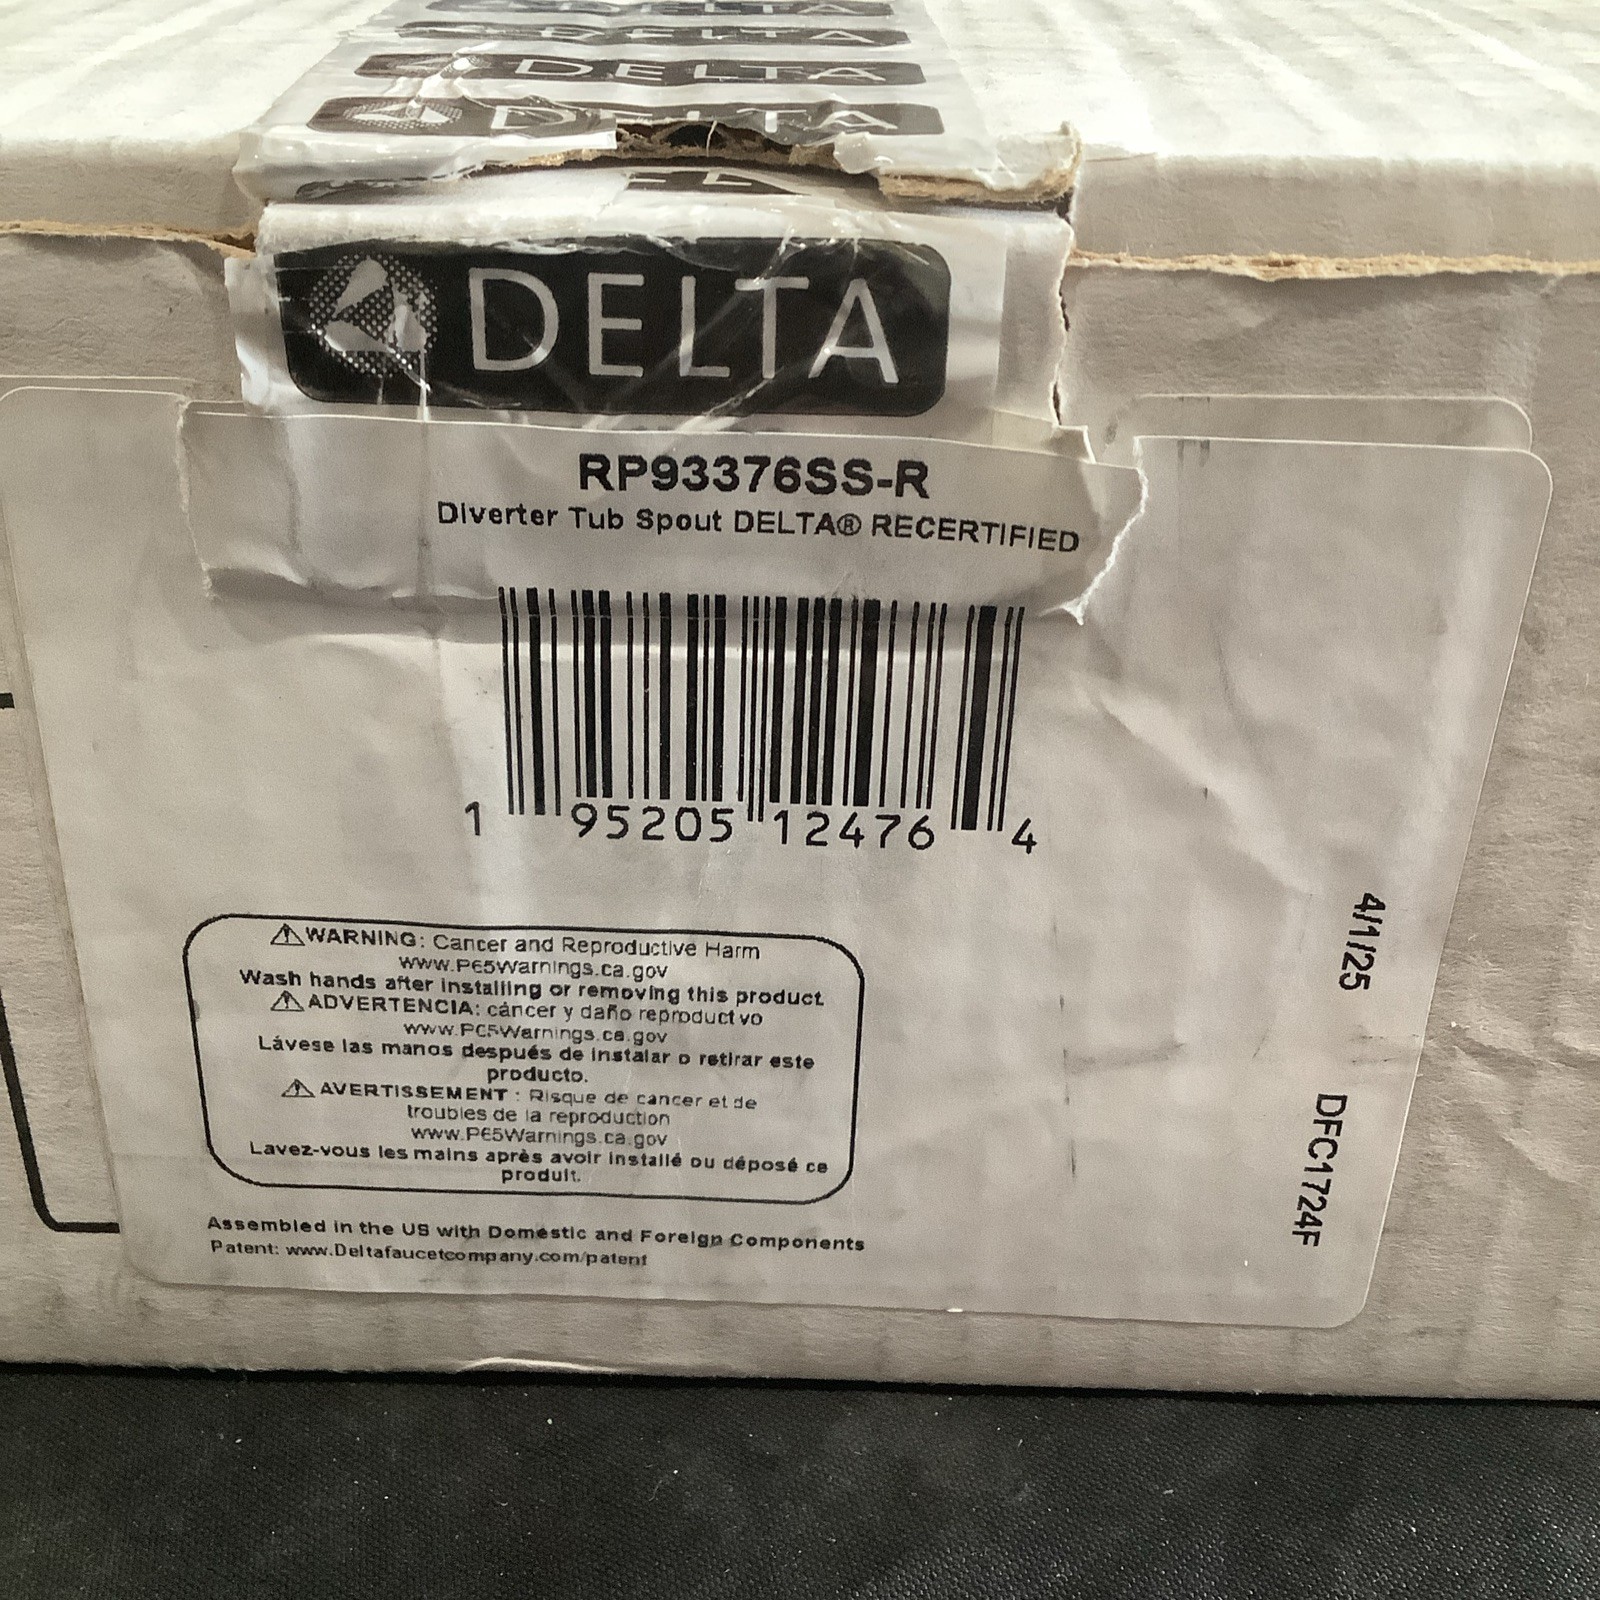 DELTA
DELTA
DELTA
DELTA
DELTA
RP93376SS-R
Diverter Tub Spout DELTA® RECERTIFIED
1 95205 12476 4
⚠WARNING: Cancer and Reproductive Harm
www.P65Warnings.ca.gov
Wash hands after installing or removing this product.
⚠ADVERTENCIA: cáncer y daño reproductivo
www.P65Warnings.ca.gov
Lávese las manos después de instalar o retirar este
producto.
⚠AVERTISSEMENT : Risque de cancer et de
troubles de la reproduction
www.P65Warnings.ca.gov
Lavez-vous les mains après avoir installé ou déposé ce
produit.
Assembled in the US with Domestic and Foreign Components
Patent: www.Deltafaucetcompany.com/patent
4/1/25
DFC1724F